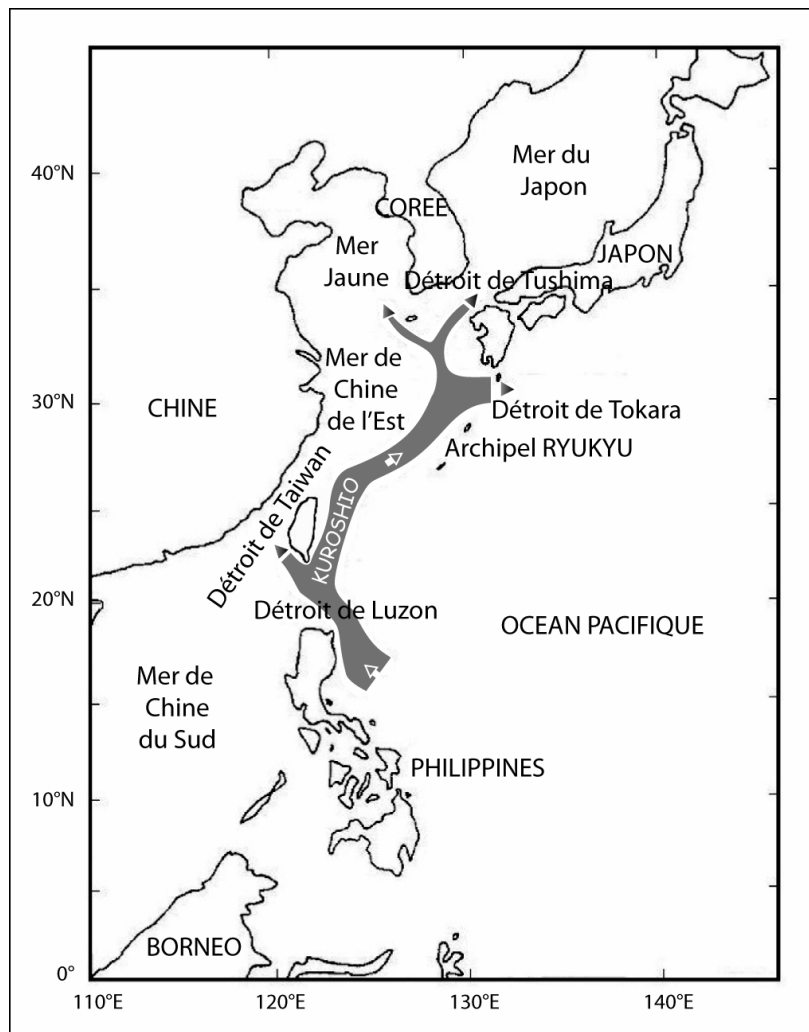 Mer du
Japon
40°N
COREE
Mer
Jaune
JAPON
Détroit de Tushima
Mer de
Chine
de l'Est
30°N
CHINE
Détroit de Tokara
Archipel RYUKYU
Détroit de Taiwan
KUROSHIO
20°N
Détroit de Luzon
OCEAN PACIFIQUE
Mer de
Chine
du Sud
PHILIPPINES
10°N
BORNEO
0°
110°E
120°E
130°E
140°E